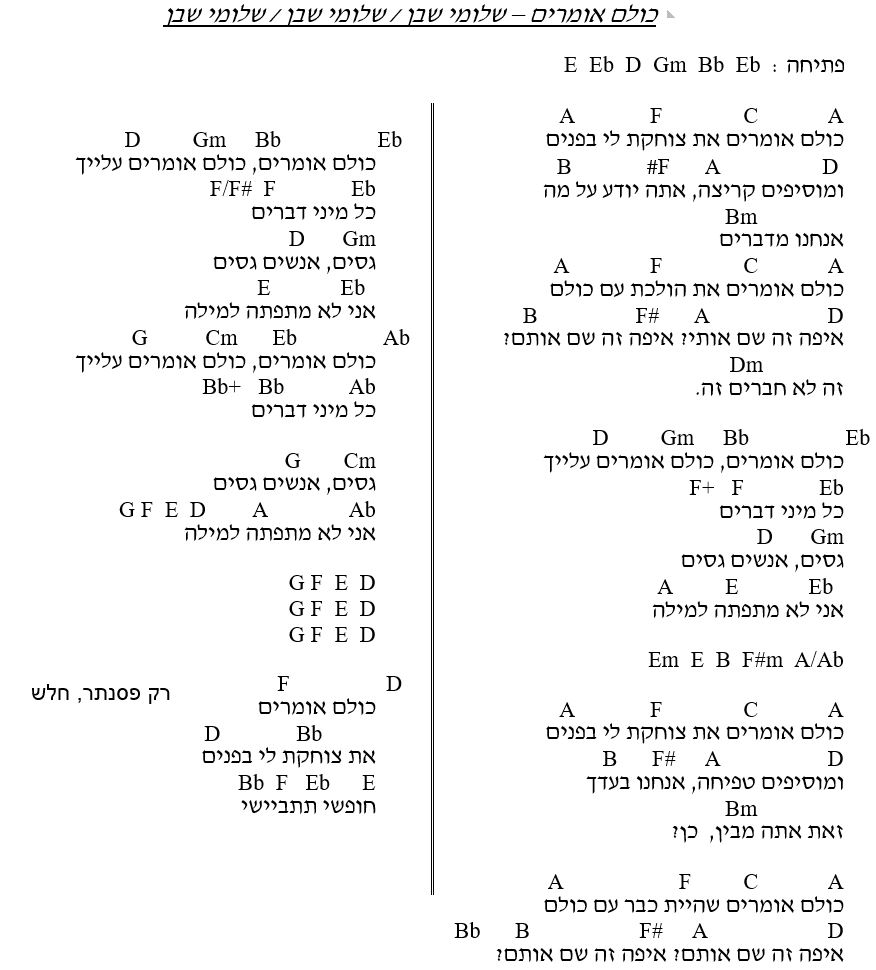 כולם אומרים – שלומי שבן / שלומי שבן / שלומי שבן
פתיחה : E Eb D Gm Bb Eb
A F C A
כולם אומרים את צוחקת לי בפנים
B #F A D
ומוסיפים קריצה, אתה יודע על מה
Bm
אנחנו מדברים
A F C A
כולם אומרים את הולכת עם כולם
B F# A D
איפה זה שם אותי? איפה זה שם אותם?
Dm
זה לא חברים זה.
D Gm Bb Eb
כולם אומרים, כולם אומרים עלייך
F+ F Eb
כל מיני דברים
D Gm
גסים, אנשים גסים
A E Eb
אני לא מתפתה למילה
Em E B F#m A/Ab
A F C A
כולם אומרים את צוחקת לי בפנים
B F# A D
ומוסיפים טפיחה, אנחנו בעדך
Bm
זאת אתה מבין, כן?
A F C A
כולם אומרים שהיית כבר עם כולם
Bb B F# A D
איפה זה שם אותם? איפה זה שם אותם?
D Gm Bb Eb
כולם אומרים, כולם אומרים עלייך
F/F# F Eb
כל מיני דברים
D Gm
גסים, אנשים גסים
E Eb
אני לא מתפתה למילה
G Cm Eb Ab
כולם אומרים, כולם אומרים עלייך
Bb+ Bb Ab
כל מיני דברים
G Cm
גסים, אנשים גסים
G F E D A Ab
אני לא מתפתה למילה
G F E D
G F E D
G F E D
F D
כולם אומרים
רק פסנתר, חלש
D Bb
את צוחקת לי בפנים
Bb F Eb E
חופשי תתביישי